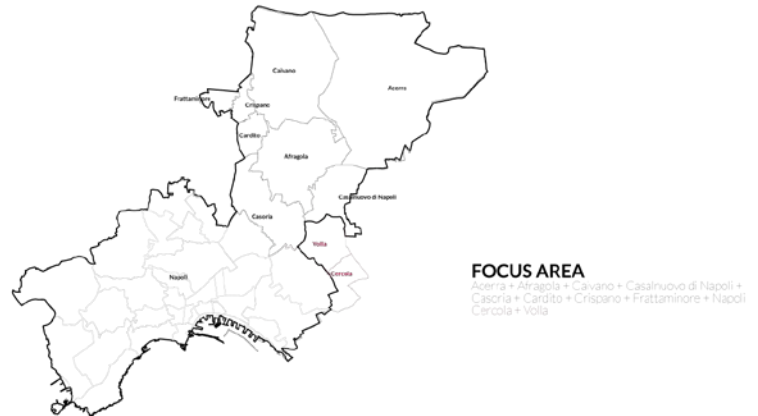 Caivano
Acerra
Frattaminore
Crispano
Cardito
Afragola
Casalnuovo di Napoli
Casoria
Volla
Napoli
Cercola
FOCUS AREA
Acerra + Afragola + Caivano + Casalnuovo di Napoli +
Casoria + Cardito + Crispano + Frattaminore + Napoli
Cercola + Volla